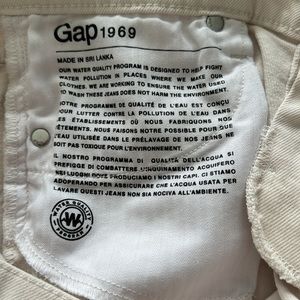 Gap1969
MADE IN SRI LANKA
OUR WATER QUALITY PROGRAM IS DESIGNED TO HELP FIGHT
WATER POLLUTION IN PLACES WHERE WE MAKE OUR
CLOTHES. WE ARE WORKING TO ENSURE THE WATER USED
TO WASH THESE JEANS DOES NOT HARM THE ENVIRONMENT.
NOTRE PROGRAMME DE QUALITÉ DE L'EAU EST CONÇU
POUR LUTTER CONTRE LA POLLUTION DE L'EAU DANS
LES ÉTABLISSEMENTS OÙ NOUS FABRIQUONS NOS
VÊTEMENTS. NOUS FAISONS NOTRE POSSIBLE POUR QUE
L'EAU UTILISÉE DANS LE PRÉLAVAGE DE NOS JEANS NE
SOIT PAS TOXIQUE POUR L'ENVIRONNEMENT.
IL NOSTRO PROGRAMMA DI QUALITÀ DELL'ACQUA SI
PREFIGGE DI COMBATTERE L'INQUINAMENTO ACQUIFERO
NEI LUOGHI DOVE PRODUCIAMO I NOSTRI CAPI. CI STIAMO
ADOPERANDO PER ASSICURARE CHE L'ACQUA USATA PER
LAVARE QUESTI JEANS NON SIA NOCIVA ALL'AMBIENTE.
WATER QUALITY
PROGRAM